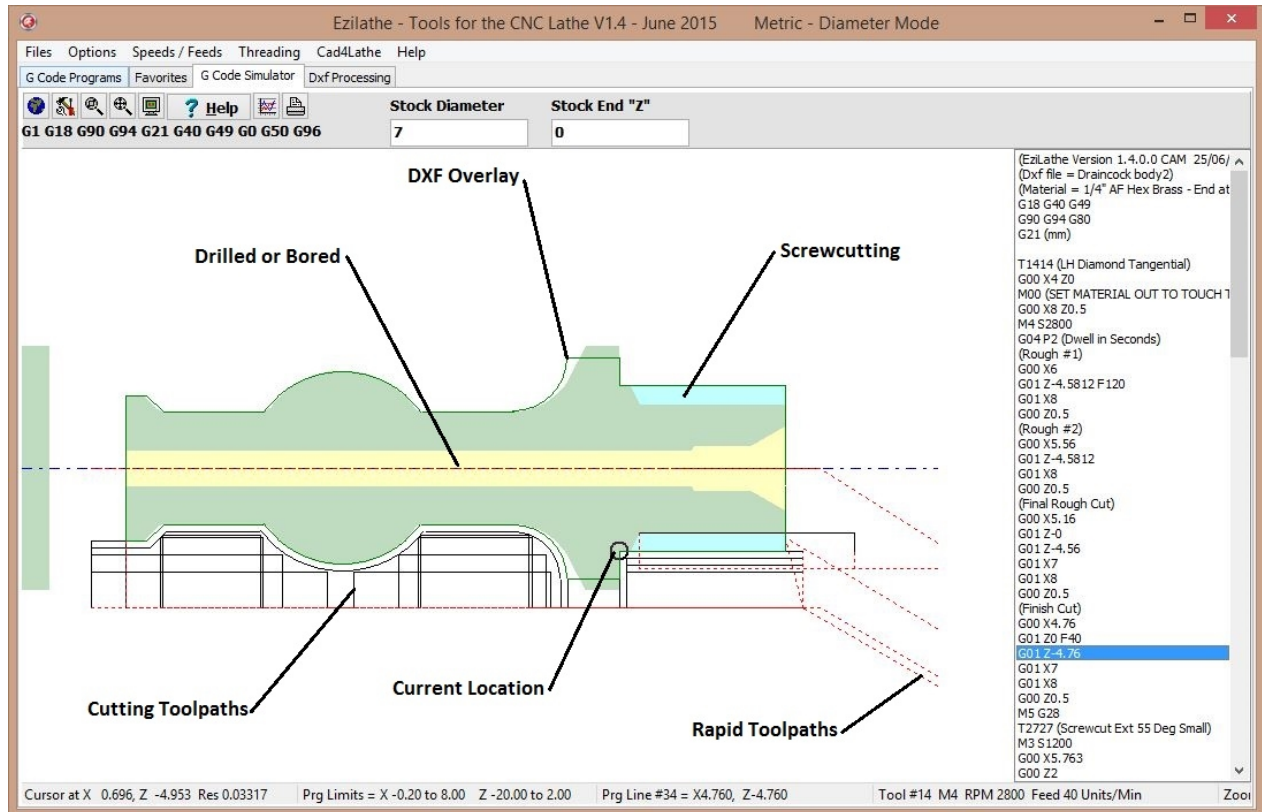 Ezilathe - Tools for the CNC Lathe V1.4 - June 2015 Metric - Diameter Mode
Files Options Speeds / Feeds Threading Cad4Lathe Help
G Code Programs Favorites G Code Simulator Dxf Processing
? Help
Stock Diameter Stock End "Z"
G1 G18 G90 G94 G21 G40 G49 G0 G50 G96
7 0
DXF Overlay
Drilled or Bored
Screwcutting
Current Location
Cutting Toolpaths
Rapid Toolpaths
(EziLathe Version 1.4.0.0 CAM 25/06/
(Dxf file = Draincock body2)
(Material = 1/4" AF Hex Brass - End at
G18 G40 G49
G90 G94 G80
G21 (mm)
T1414 (LH Diamond Tangential)
G00 X4 Z0
M00 (SET MATERIAL OUT TO TOUCH T
G00 X8 Z0.5
M4 S2800
G04 P2 (Dwell in Seconds)
(Rough #1)
G00 X6
G01 Z-4.5812 F120
G01 X8
G00 Z0.5
(Rough #2)
G00 X5.56
G01 Z-4.5812
G01 X8
G00 Z0.5
(Final Rough Cut)
G00 X5.16
G01 Z-0
G01 Z-4.56
G01 X7
G01 X8
G00 Z0.5
(Finish Cut)
G00 X4.76
G01 Z0 F40
G01 Z-4.76
G01 X7
G01 X8
G00 Z0.5
M5 G28
T2727 (Screwcut Ext 55 Deg Small)
M3 S1200
G00 X5.763
G00 Z2
Cursor at X 0.696, Z -4.953 Res 0.03317 Prg Limits = X -0.20 to 8.00 Z -20.00 to 2.00 Prg Line #34 = X4.760, Z-4.760 Tool #14 M4 RPM 2800 Feed 40 Units/Min Zoo